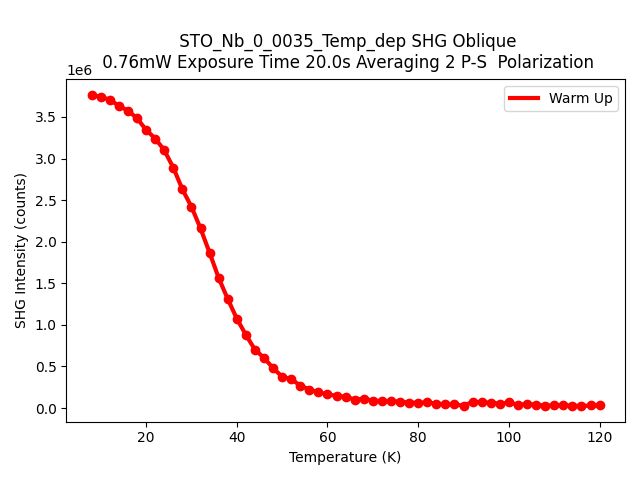 STO_Nb_0_0035_Temp_dep SHG Oblique
0.76mW Exposure Time 20.0s Averaging 2 P-S  Polarization
1e6
Warm Up
3.5
3.0
2.5
2.0
1.5
1.0
0.5
0.0
SHG Intensity (counts)
20
40
60
80
100
120
Temperature (K)